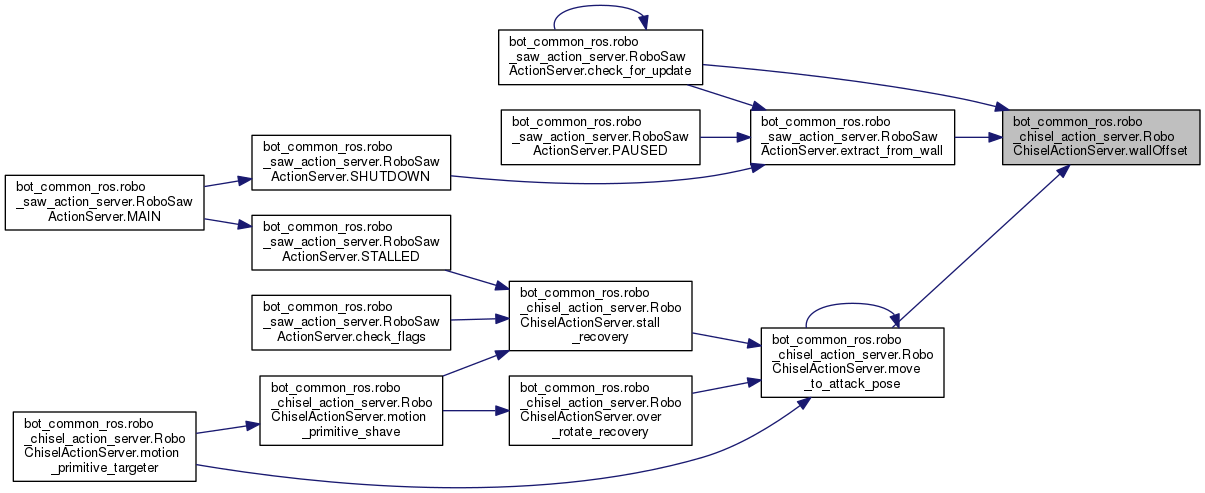 bot_common_ros.robo
_saw_action_server.RoboSaw
ActionServer.check_for_update
bot_common_ros.robo
_saw_action_server.RoboSaw
ActionServer.PAUSED
bot_common_ros.robo
_saw_action_server.RoboSaw
ActionServer.extract_from_wall
bot_common_ros.robo
_chisel_action_server.Robo
ChiselActionServer.wallOffset
bot_common_ros.robo
_saw_action_server.RoboSaw
ActionServer.SHUTDOWN
bot_common_ros.robo
_saw_action_server.RoboSaw
ActionServer.MAIN
bot_common_ros.robo
_saw_action_server.RoboSaw
ActionServer.STALLED
bot_common_ros.robo
_saw_action_server.RoboSaw
ActionServer.check_flags
bot_common_ros.robo
_chisel_action_server.Robo
ChiselActionServer.stall
_recovery
bot_common_ros.robo
_chisel_action_server.Robo
ChiselActionServer.move
_to_attack_pose
bot_common_ros.robo
_chisel_action_server.Robo
ChiselActionServer.motion
_primitive_shave
bot_common_ros.robo
_chisel_action_server.Robo
ChiselActionServer.over
_rotate_recovery
bot_common_ros.robo
_chisel_action_server.Robo
ChiselActionServer.motion
_primitive_targeter